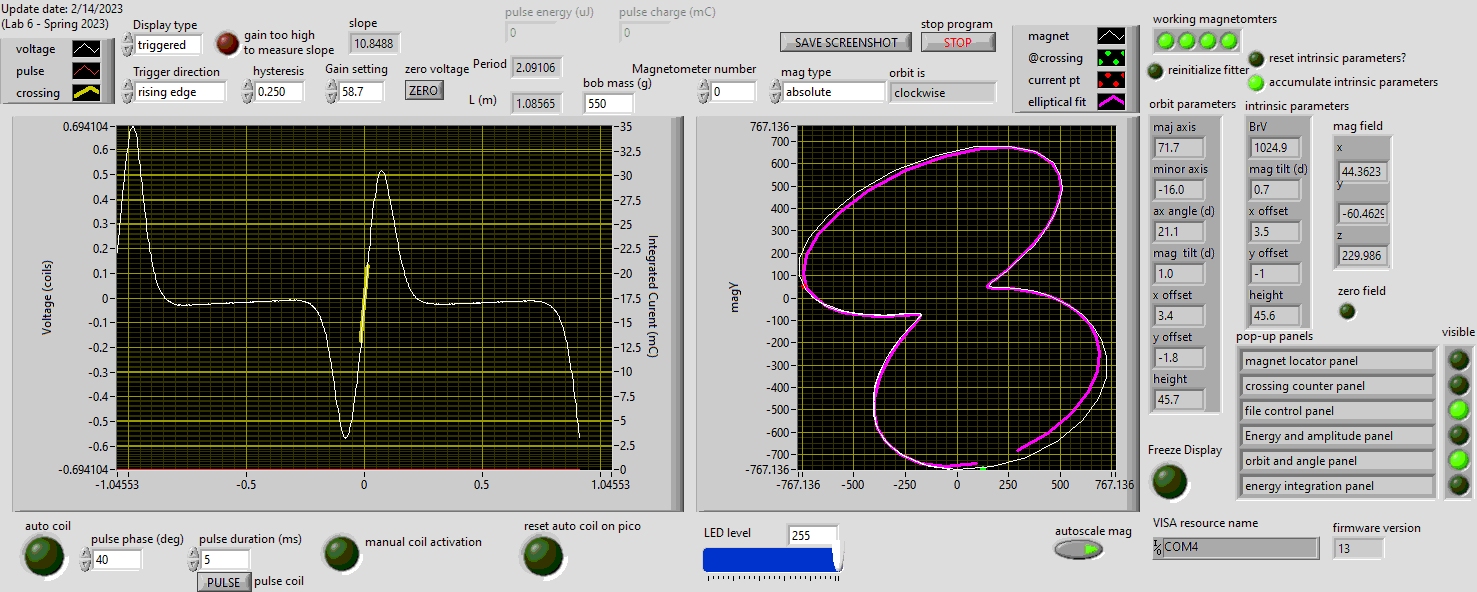 Update date: 2/14/2023
(Lab 6 - Spring 2023)
voltage
pulse
crossing
Display type
triggered
gain too high
to measure slope
slope
10.8488
Trigger direction
rising edge
hysteresis
0.250
Gain setting
58.7
zero voltage
ZERO
pulse energy (uJ)
0
pulse charge (mC)
0
Period
2.09106
L (m)
1.08565
bob mass (g)
550
Magnetometer number
0
mag type
absolute
orbit is
clockwise
SAVE SCREENSHOT
stop program
STOP
magnet
@crossing
current pt
elliptical fit
working magnetomters
reinitialize fitter
reset intrinsic parameters?
accumulate intrinsic parameters
Voltage (coils)
0.694104
0.6
0.5
0.4
0.3
0.2
0.1
0
-0.1
-0.2
-0.3
-0.4
-0.5
-0.6
-0.694104
-1.04553
-0.5
0
0.5
1.04553
35
32.5
30
27.5
25
22.5
20
17.5
15
12.5
10
7.5
5
2.5
0
Integrated Current (mC)
magY
767.136
700
600
500
400
300
200
100
0
-100
-200
-300
-400
-500
-600
-700
-767.136
-767.136
-500
-250
0
250
500
767.136
orbit parameters
maj axis
71.7
minor axis
-16.0
ax angle (d)
21.1
mag tilt (d)
1.0
x offset
3.4
y offset
-1.8
height
45.7
intrinsic parameters
BrV
1024.9
mag tilt (d)
0.7
x offset
3.5
y offset
-1
height
45.6
mag field
x
44.3623
y
-60.4629
z
229.986
zero field
pop-up panels
visible
magnet locator panel
crossing counter panel
file control panel
Energy and amplitude panel
orbit and angle panel
energy integration panel
Freeze Display
auto coil
pulse phase (deg)
40
pulse duration (ms)
5
PULSE
pulse coil
manual coil activation
reset auto coil on pico
LED level
255
autoscale mag
VISA resource name
COM4
firmware version
13